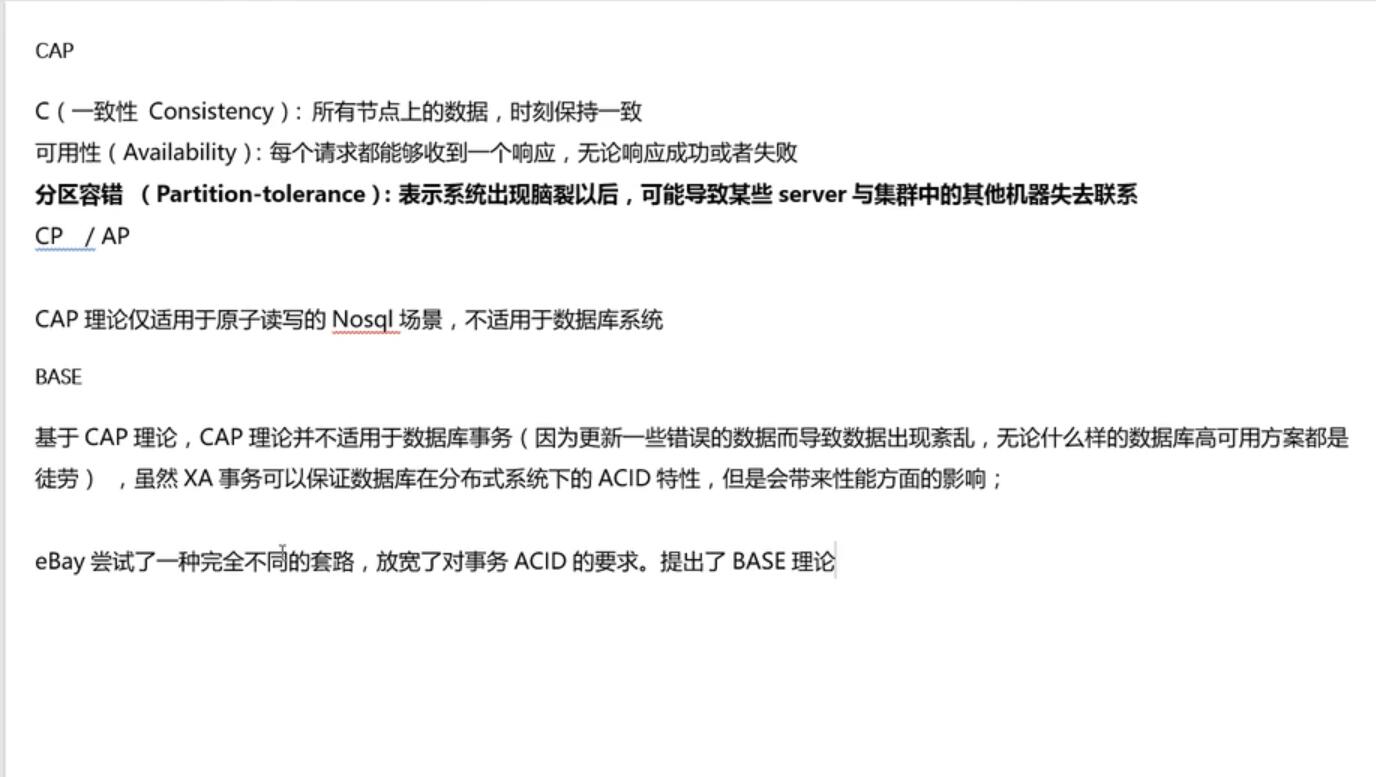 CAP
C（一致性 Consistency）：所有节点上的数据，时刻保持一致
可用性（Availability）：每个请求都能够收到一个响应，无论响应成功或者失败
分区容错 （Partition-tolerance）：表示系统出现脑裂以后，可能导致某些 server 与集群中的其他机器失去联系
CP / AP
CAP 理论仅适用于原子读写的 Nosql 场景，不适用于数据库系统
BASE
基于 CAP 理论，CAP 理论并不适用于数据库事务（因为更新一些错误的数据而导致数据出现紊乱，无论什么样的数据库高可用方案都是
徒劳） ，虽然 XA 事务可以保证数据库在分布式系统下的 ACID 特性，但是会带来性能方面的影响；
eBay 尝试了一种完全不同的套路，放宽了对事务 ACID 的要求。提出了 BASE 理论